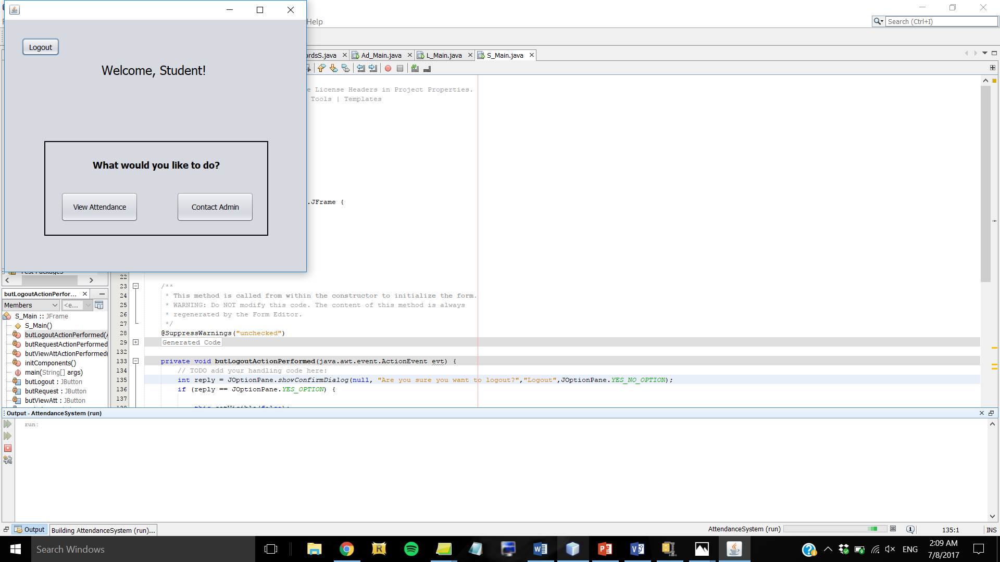 Help
Search (Ctrl+I)
Logout
Welcome, Student!
What would you like to do?
View Attendance
Contact Admin
ordsS.java
Ad_Main.java
L_Main.java
S_Main.java
e License Headers in Project Properties.
Tools | Templates
.JFrame {
Test Packages
butLogoutActionPerfor...
Members
<e...
S_Main :: JFrame
S_Main()
butLogoutActionPerformed(
butRequestActionPerformed
butViewAttActionPerformed(
initComponents()
main(String[] args)
butLogout : JButton
butRequest : JButton
butViewAtt : JButton
22
23 /**
24 * This method is called from within the constructor to initialize the form.
25 * WARNING: Do NOT modify this code. The content of this method is always
26 * regenerated by the Form Editor.
27 */
28 @SuppressWarnings("unchecked")
29 Generated Code
132
133 private void butLogoutActionPerformed(java.awt.event.ActionEvent evt) {
134 // TODO add your handling code here:
135 int reply = JOptionPane.showConfirmDialog(null, "Are you sure you want to logout?","Logout",JOptionPane.YES_NO_OPTION);
136 if (reply == JOptionPane.YES_OPTION) {
137
Output - AttendanceSystem (run)
run:
Output
Building AttendanceSystem (run)...
AttendanceSystem (run)
1
135:1
INS
Search Windows
ENG
2:09 AM
7/8/2017